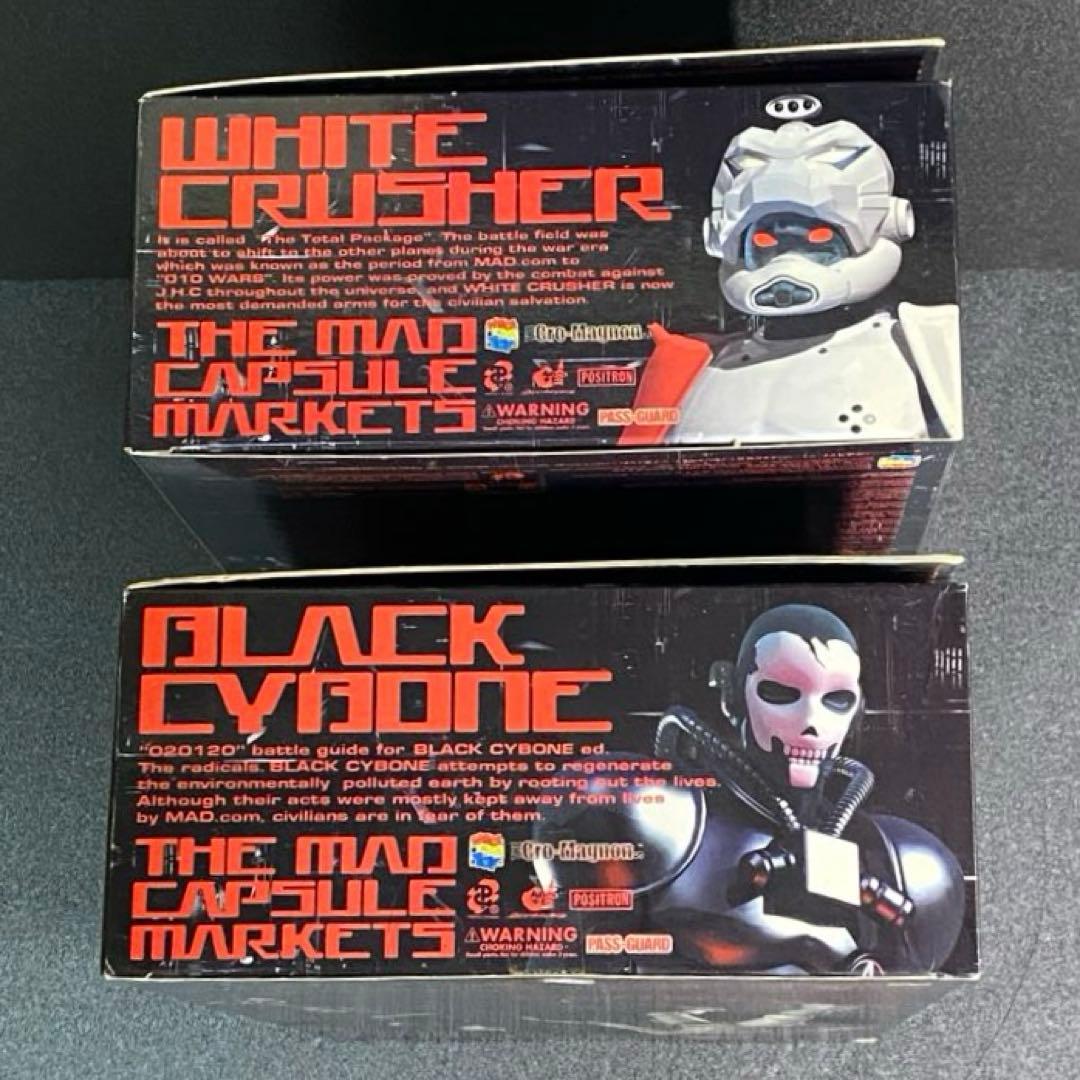 WHITE
CRUSHER
It is called "The Total Package". The battle field was
about to shift to the other planes during the war era
which was known as the period from MAD.com to
"010 WARS". Its power was proved by the combat against
J.H.C throughout the universe and WHITE CRUSHER is now
the most demanded arms for the civilian salvation.
THE MAD
CAPSULE
MARKETS
Cro-Magnon
POSITRON
WARNING
CHOKING HAZARD
PASS-GUARD
BLACK
CYBONE
"020120" battle guide for BLACK CYBONE ed.
The radicals. BLACK CYBONE attempts to regenerate
the environmentally polluted earth by rooting out the lives.
Although their acts were mostly kept away from lives
by MAD.com, civilians are in fear of them.
THE MAD
CAPSULE
MARKETS
Cro-Magnon
POSITRON
WARNING
CHOKING HAZARD
PASS-GUARD